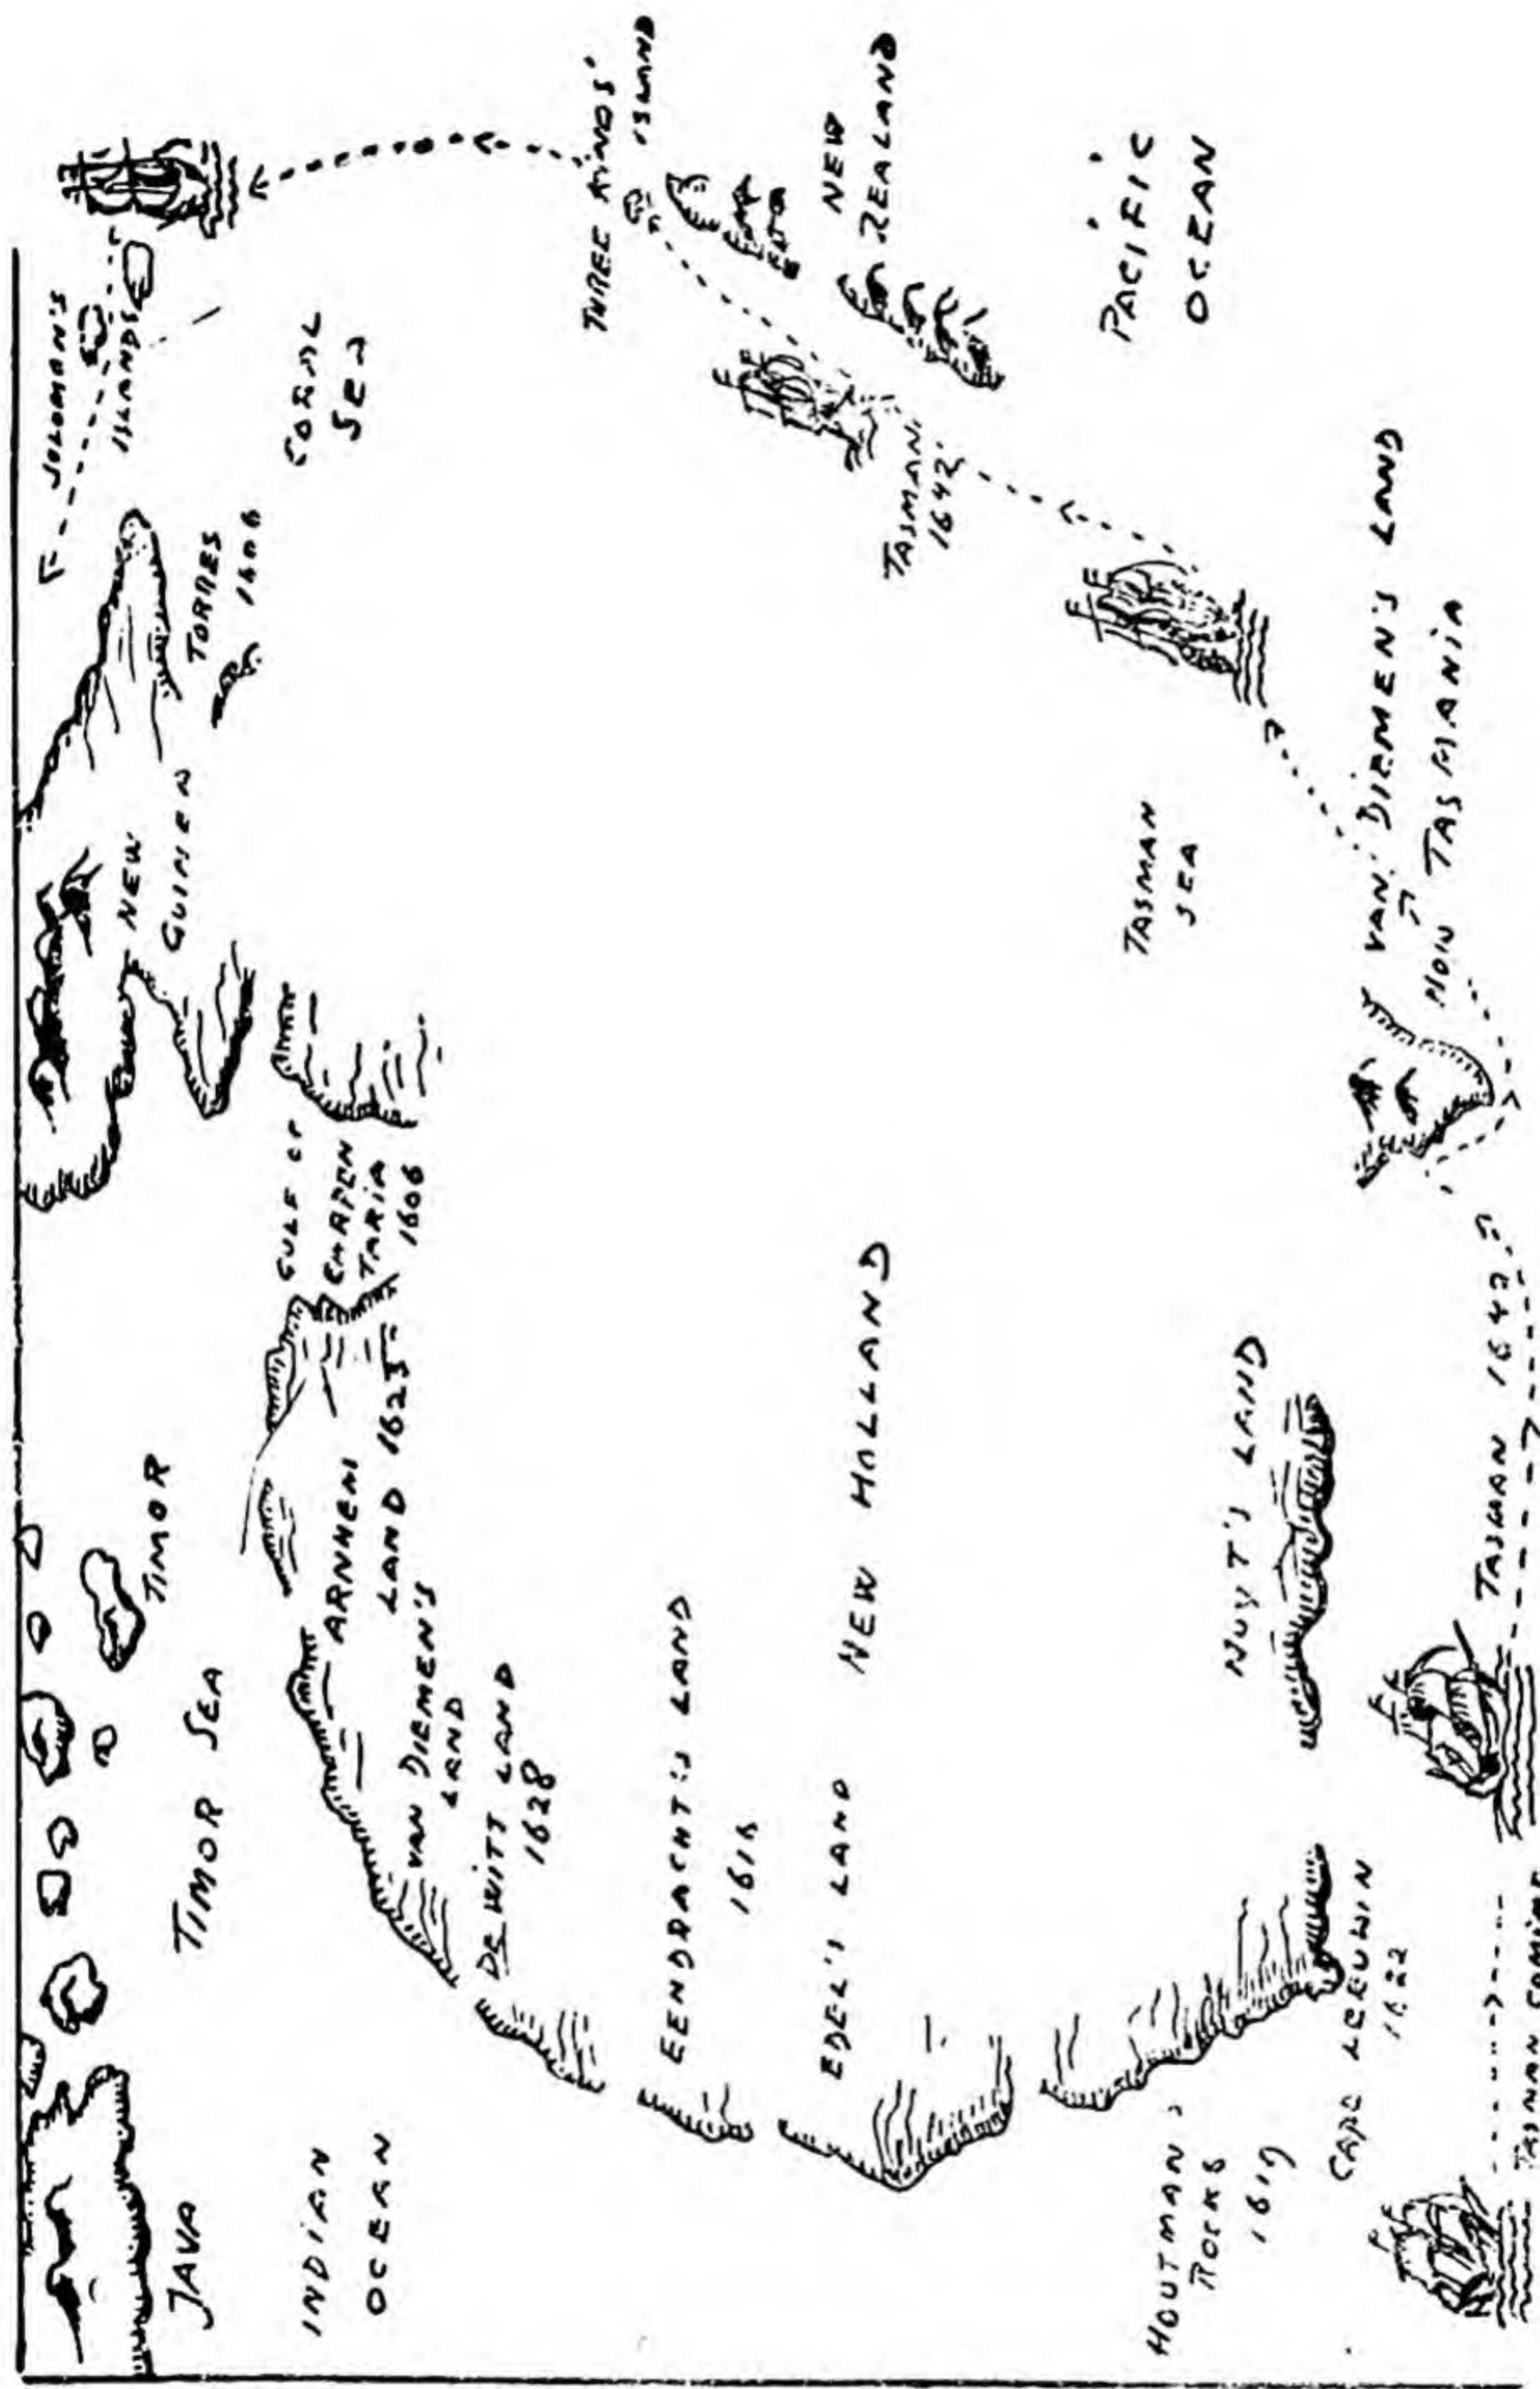 SOLOMON'S
ISLANDS
JAVA
TIMOR SEA
TIMOR
NEW
GUINEA
TORRES
1606
CORAL
SEA
INDIAN
OCEAN
GULF OF
CARPEN
TARIA
1606
ARNHEM
LAND 1623
VAN DIEMEN'S
LAND
DE WITT LAND
1628
EENDRACHT'S LAND
1616
EDEL'S LAND
NEW HOLLAND
THREE KINGS'
ISLAND
NEW
ZEALAND
TASMAN
1642
PACIFIC
OCEAN
TASMAN
SEA
HOUTMAN'S
ROCKS
1619
CAPE LEEUWIN
1622
NUYT'S LAND
VAN DIEMEN'S LAND
NOW TASMANIA
TASMAN 1642
TASMAN COMING